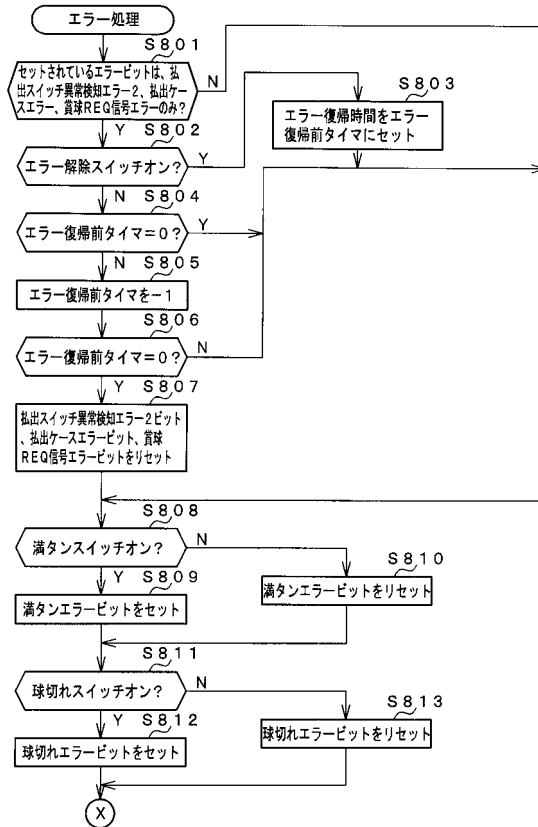 エラー処理
S801
セットされているエラービットは、払
出スイッチ異常検知エラー2、払出ケー
スエラー、賞球REQ信号エラーのみ?
N
Y
S802
エラー解除スイッチオン?
Y
N
S803
エラー復帰時間をエラー
復帰前タイマにセット
S804
エラー復帰前タイマ=0?
Y
N
S805
エラー復帰前タイマを-1
S806
エラー復帰前タイマ=0?
N
Y
S807
払出スイッチ異常検知エラー2ビット
、払出ケースエラービット、賞球
REQ信号エラービットをリセット
S808
満タンスイッチオン?
N
Y
S809
満タンエラービットをセット
S810
満タンエラービットをリセット
S811
球切れスイッチオン?
N
Y
S812
球切れエラービットをセット
S813
球切れエラービットをリセット
X